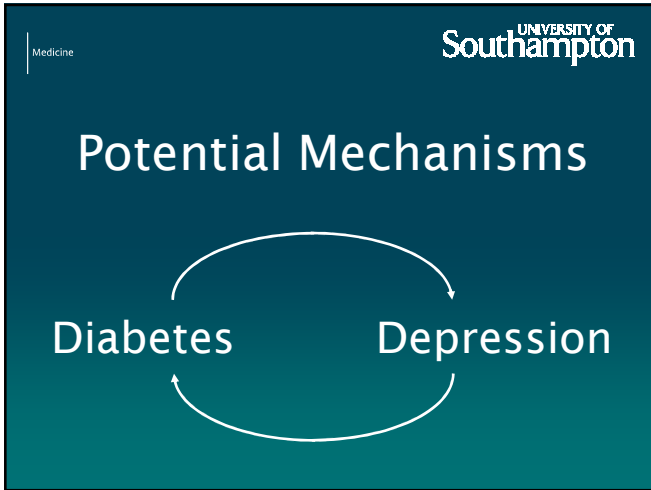 Medicine
UNIVERSITY OF
Southampton
Potential Mechanisms
Diabetes
Depression